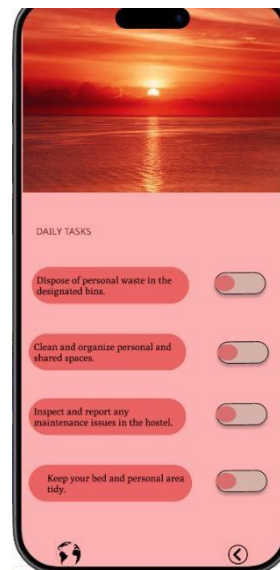 DAILY TASKS
Dispose of personal waste in the
designated bins.
Clean and organize personal and
shared spaces.
Inspect and report any
maintenance issues in the hostel.
Keep your bed and personal area
tidy.